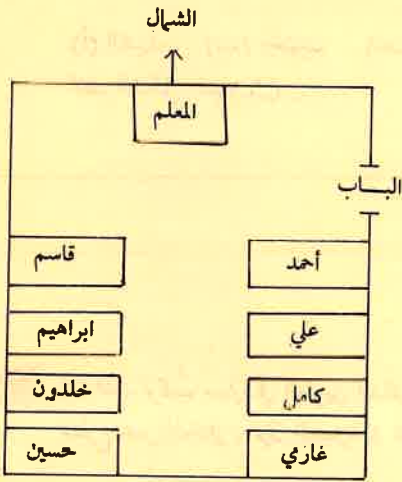 الشمال
المعلم
الباب
أحمد
قاسم
علي
ابراهيم
كامل
خلدون
غازي
حسين